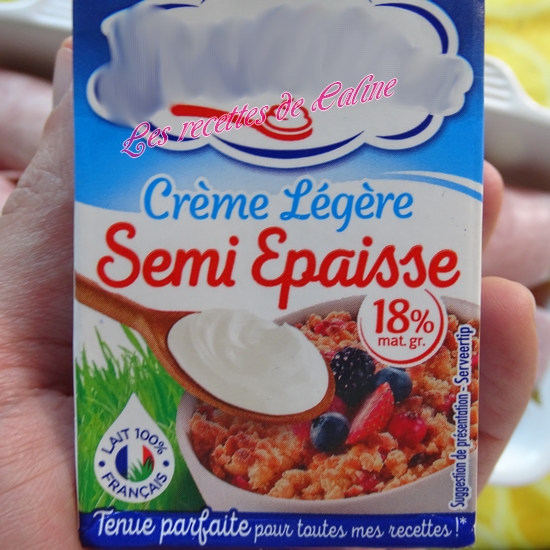 Les recettes de Caline
Crème Légère
Semi Epaisse
18%
mat. gr.
LAIT 100%
FRANÇAIS
Suggestion de présentation - Serveertip
Tenue parfaite pour toutes mes recettes !*